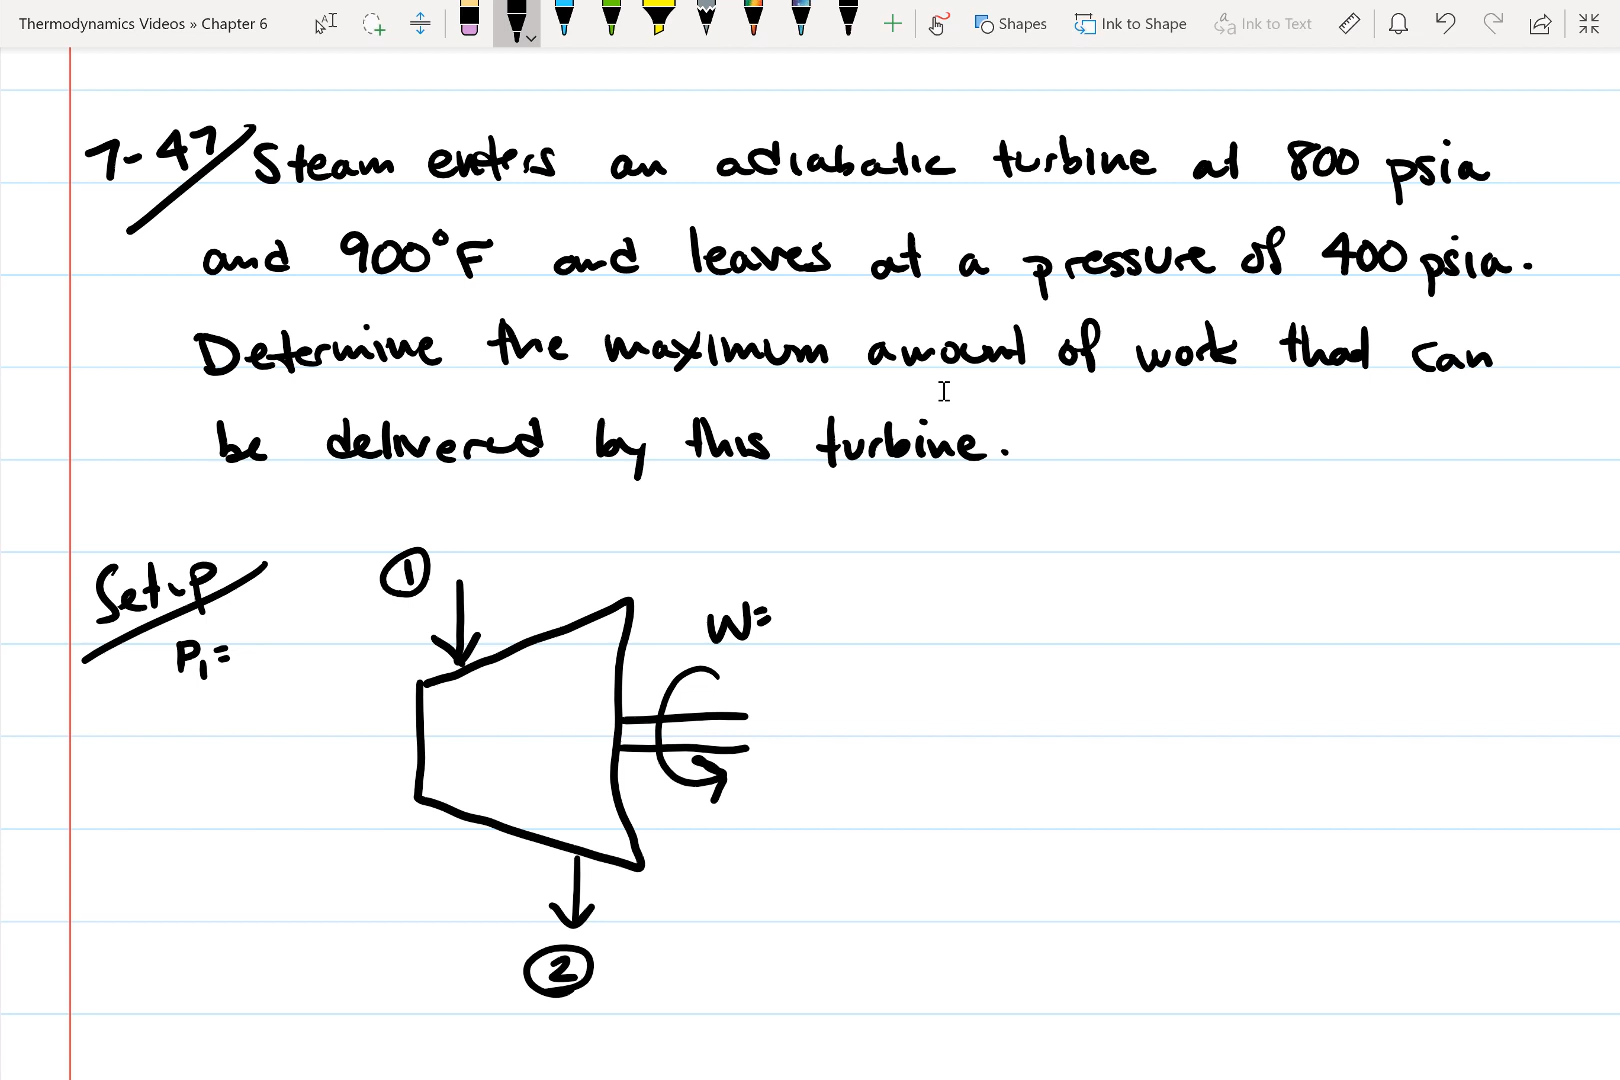 Thermodynamics Videos » Chapter 6
Shapes Ink to Shape Ink to Text
7-47 Steam enters an adiabatic turbine at 800 psia
and 900°F and leaves at a pressure of 400 psia.
Determine the maximum amount of work that can
be delivered by this turbine.
Setup
①
W=
P₁=
②